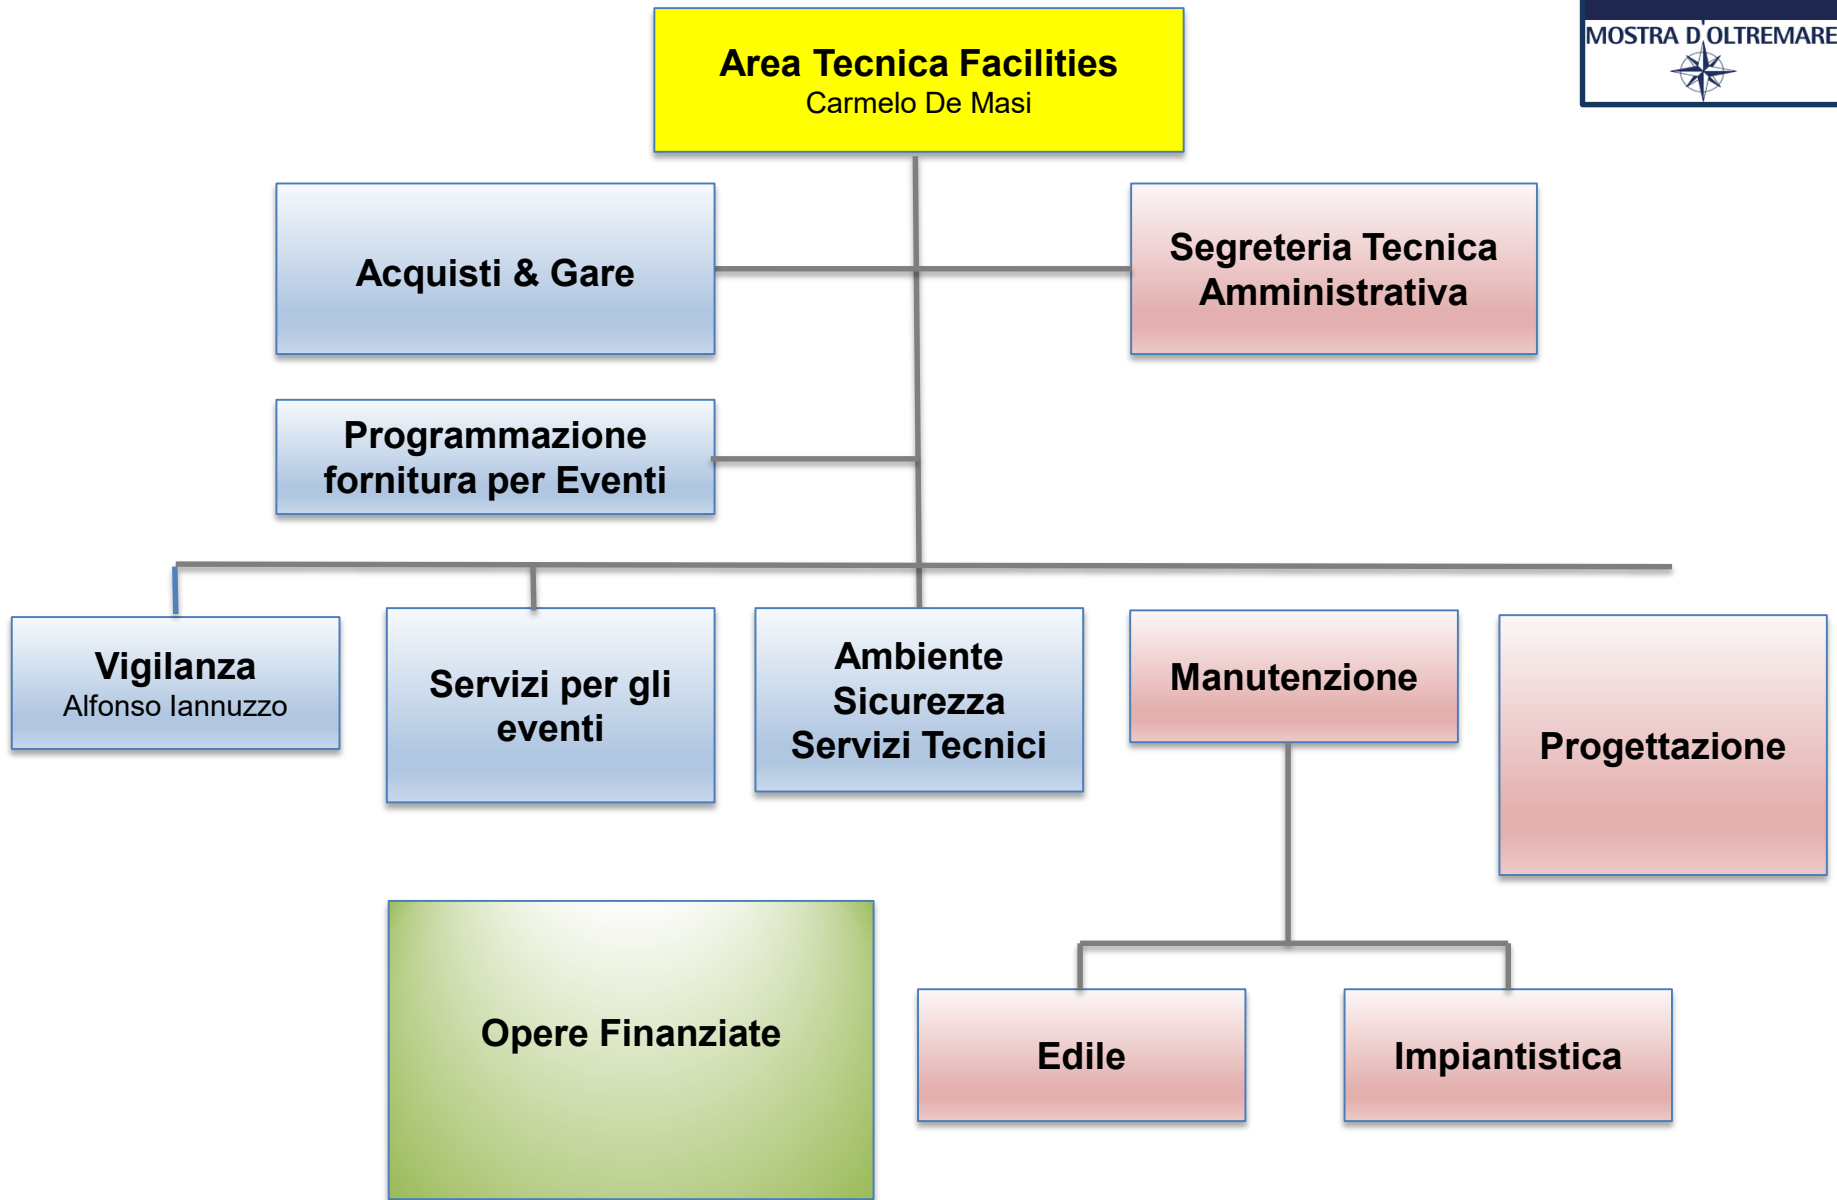 MOSTRA D'OLTREMARE
Area Tecnica Facilities
Carmelo De Masi
Acquisti & Gare
Segreteria Tecnica
Amministrativa
Programmazione
fornitura per Eventi
Vigilanza
Alfonso Iannuzzo
Servizi per gli
eventi
Ambiente
Sicurezza
Servizi Tecnici
Manutenzione
Progettazione
Opere Finanziate
Edile
Impiantistica